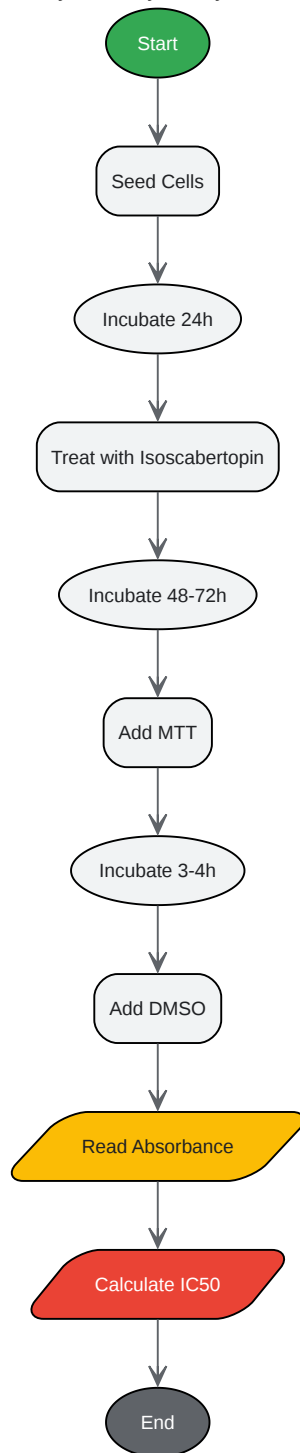 Start
Seed Cells
Incubate 24h
Treat with Isoscabertopin
Incubate 48-72h
Add MTT
Incubate 3-4h
Add DMSO
Read Absorbance
Calculate IC50
End